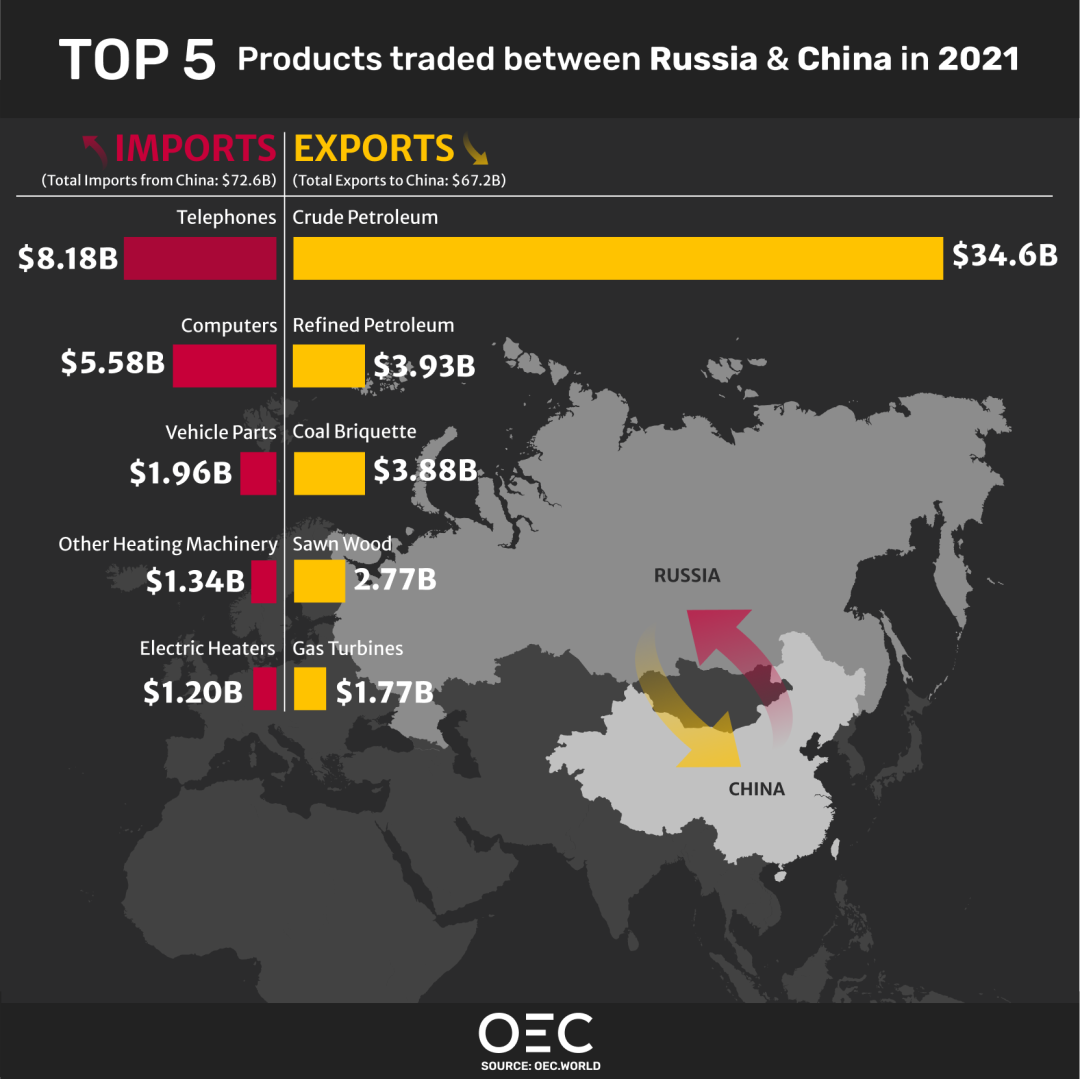 TOP 5 Products traded between Russia & China in 2021
IMPORTS
(Total Imports from China: $72.6B)
EXPORTS
(Total Exports to China: $67.2B)
Telephones
$8.18B
Crude Petroleum
$34.6B
Computers
$5.58B
Refined Petroleum
$3.93B
Vehicle Parts
$1.96B
Coal Briquette
$3.88B
Other Heating Machinery
$1.34B
Sawn Wood
2.77B
Electric Heaters
$1.20B
Gas Turbines
$1.77B
RUSSIA
CHINA
OEC
SOURCE: OEC.WORLD